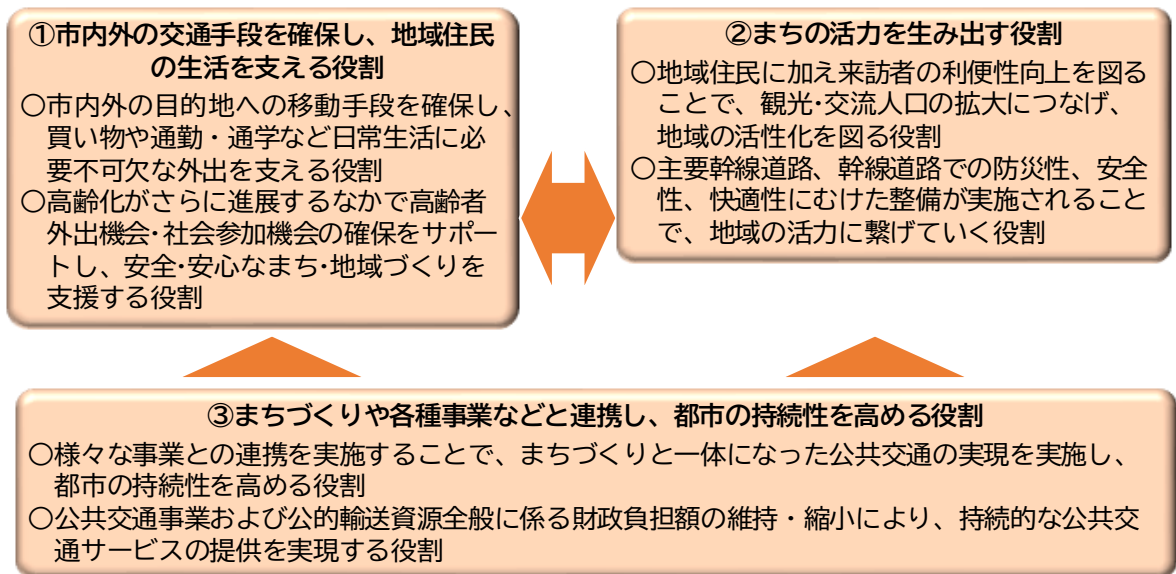 ①市内外の交通手段を確保し、地域住民
の生活を支える役割
○市内外の目的地への移動手段を確保し、
買い物や通勤・通学など日常生活に必
要不可欠な外出を支える役割
○高齢化がさらに進展するなかで高齢者
外出機会・社会参加機会の確保をサポー
トし、安全・安心なまち・地域づくりを
支援する役割
②まちの活力を生み出す役割
○地域住民に加え来訪者の利便性向上を図る
ことで、観光・交流人口の拡大につなげ、
地域の活性化を図る役割
○主要幹線道路、幹線道路での防災性、安全
性、快適性にむけた整備が実施されること
で、地域の活力に繋げていく役割
③まちづくりや各種事業などと連携し、都市の持続性を高める役割
○様々な事業との連携を実施することで、まちづくりと一体になった公共交通の実現を実施し、
都市の持続性を高める役割
○公共交通事業および公的輸送資源全般に係る財政負担額の維持・縮小により、持続的な公共交
通サービスの提供を実現する役割